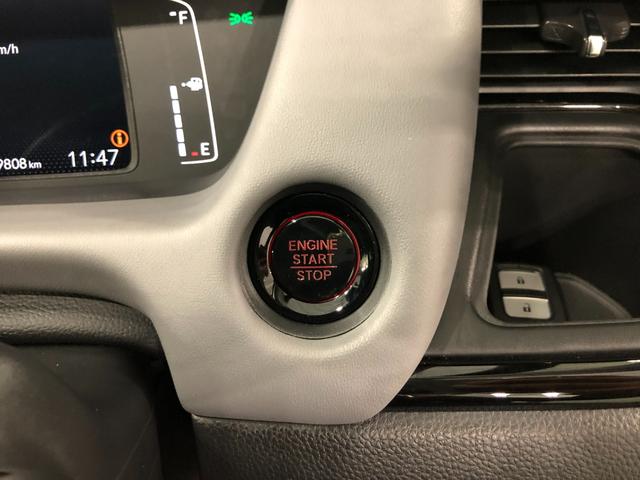 F
m/h
9808 km
11:47
E
ENGINE
START
STOP